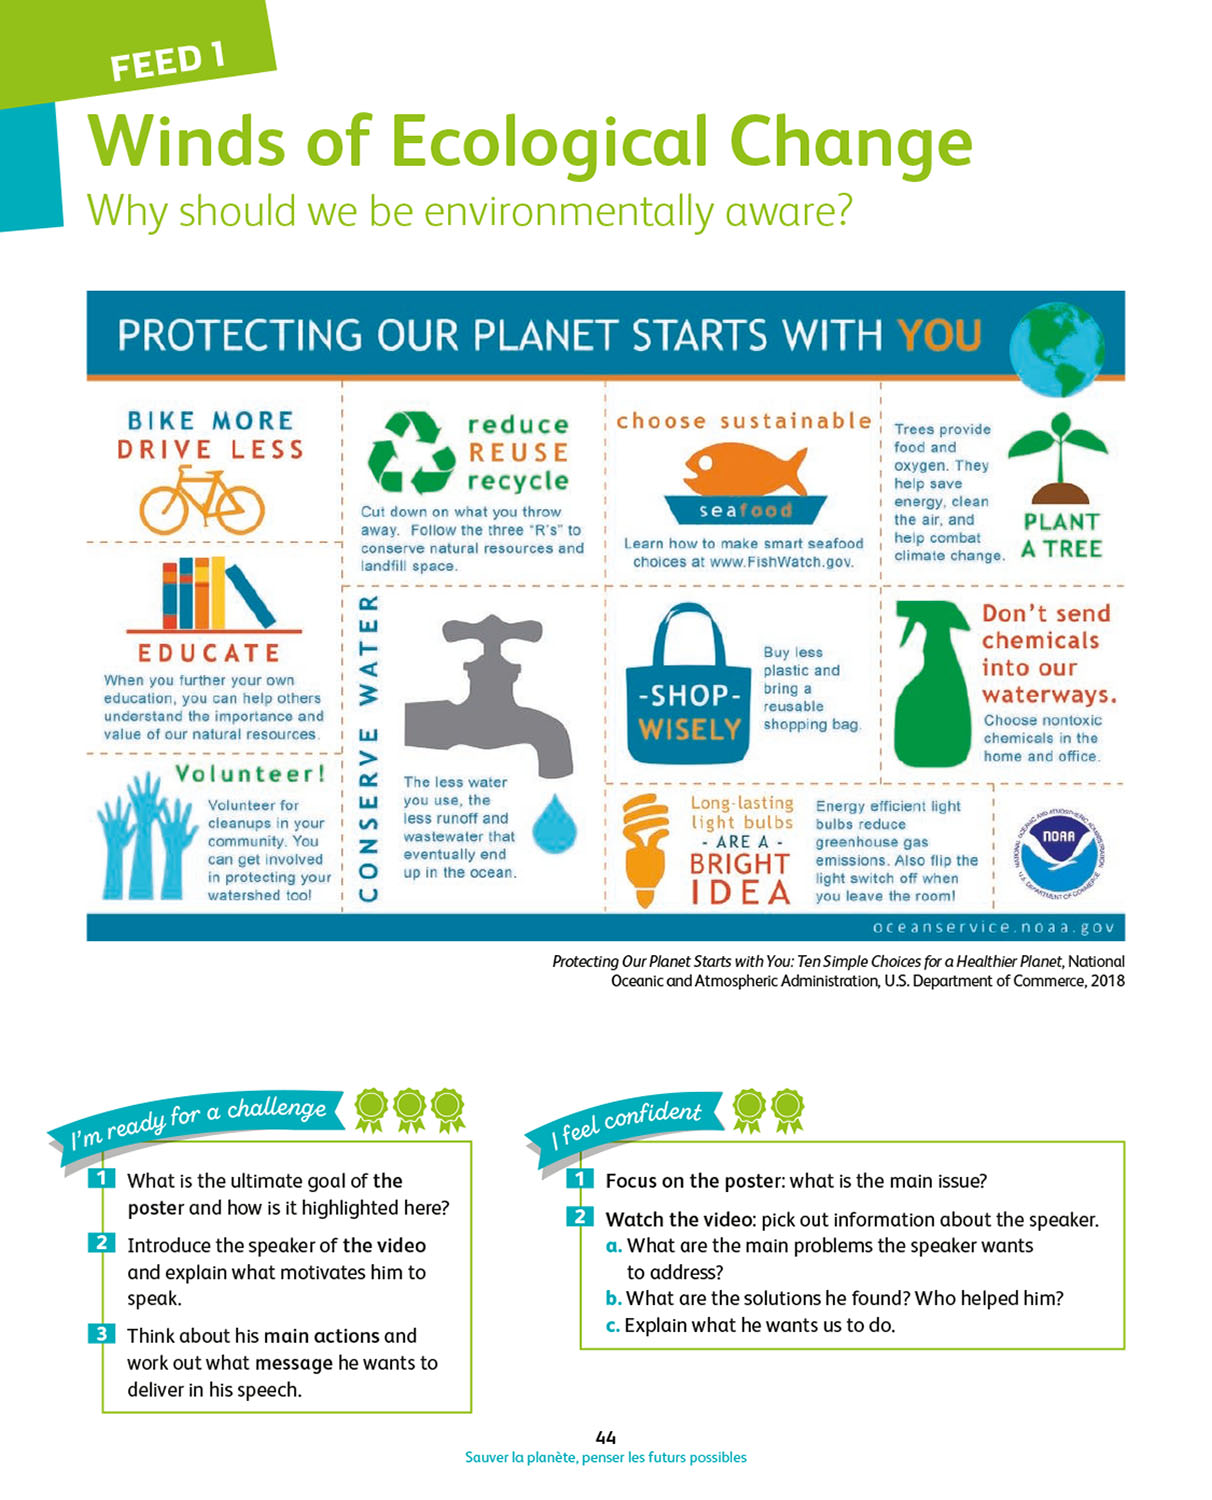 FEED 1
Winds of Ecological Change
Why should we be environmentally aware?
PROTECTING OUR PLANET STARTS WITH YOU
BIKE MORE
DRIVE LESS
reduce
REUSE
recycle
Cut down on what you throw
away. Follow the three "R's" to
conserve natural resources and
landfill space.
choose sustainable
seafood
Learn how to make smart seafood
choices at www.FishWatch.gov.
Trees provide
food and
oxygen. They
help save
energy, clean
the air, and
help combat
climate change.
PLANT
A TREE
EDUCATE
When you further your own
education, you can help others
understand the importance and
value of our natural resources.
CONSERVE WATER
The less water
you use, the
less runoff and
wastewater that
eventually end
up in the ocean.
-SHOP-
WISELY
Buy less
plastic and
bring a
reusable
shopping bag.
Don't send
chemicals
into our
waterways.
Choose nontoxic
chemicals in the
home and office.
Volunteer!
Volunteer for
cleanups in your
community. You
can get involved
in protecting your
watershed too!
Long-lasting
light bulbs
- ARE A -
BRIGHT
IDEA
Energy efficient light
bulbs reduce
greenhouse gas
emissions. Also flip the
light switch off when
you leave the room!
NATIONAL OCEANIC AND ATMOSPHERIC ADMINISTRATION
NOAA
U.S. DEPARTMENT OF COMMERCE
oceanservice.noaa.gov
Protecting Our Planet Starts with You: Ten Simple Choices for a Healthier Planet, National
Oceanic and Atmospheric Administration, U.S. Department of Commerce, 2018
I'm ready for a challenge
1 What is the ultimate goal of the
poster and how is it highlighted here?
2 Introduce the speaker of the video
and explain what motivates him to
speak.
3 Think about his main actions and
work out what message he wants to
deliver in his speech.
I feel confident
1 Focus on the poster: what is the main issue?
2 Watch the video: pick out information about the speaker.
a. What are the main problems the speaker wants
to address?
b. What are the solutions he found? Who helped him?
c. Explain what he wants us to do.
44
Sauver la planète, penser les futurs possibles